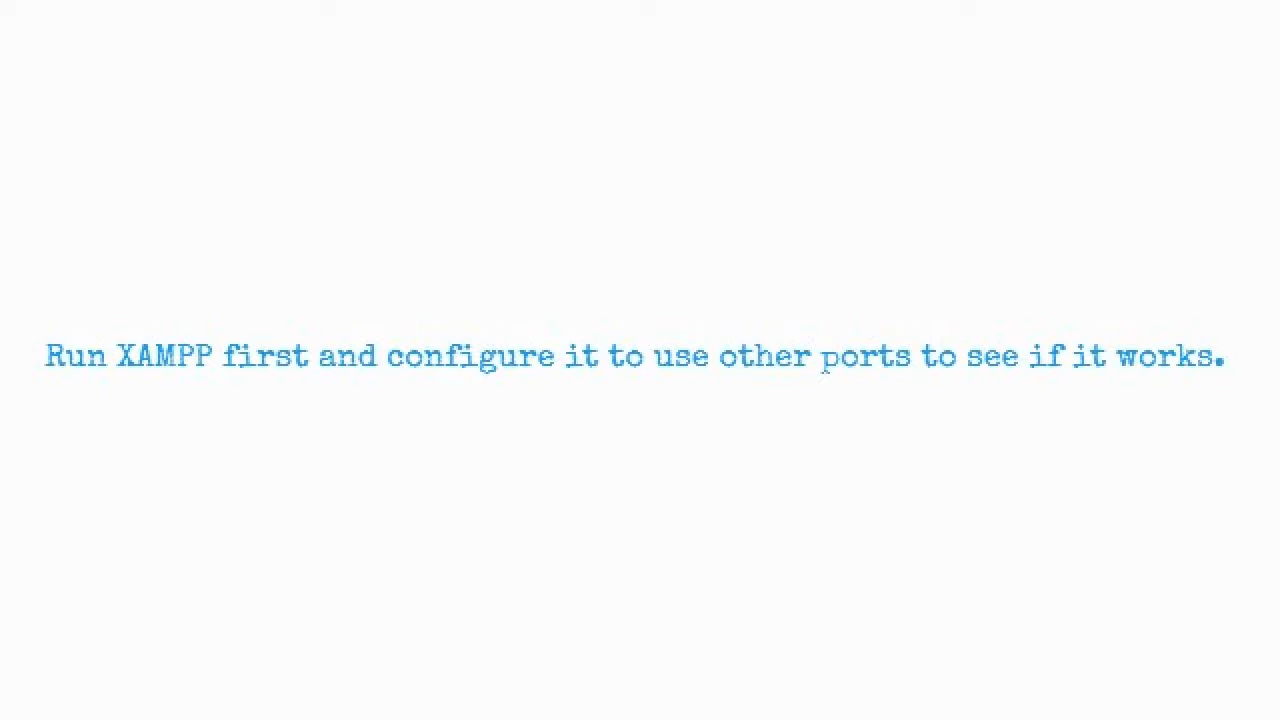 Run XAMPP first and configure it to use other ports to see if it works.